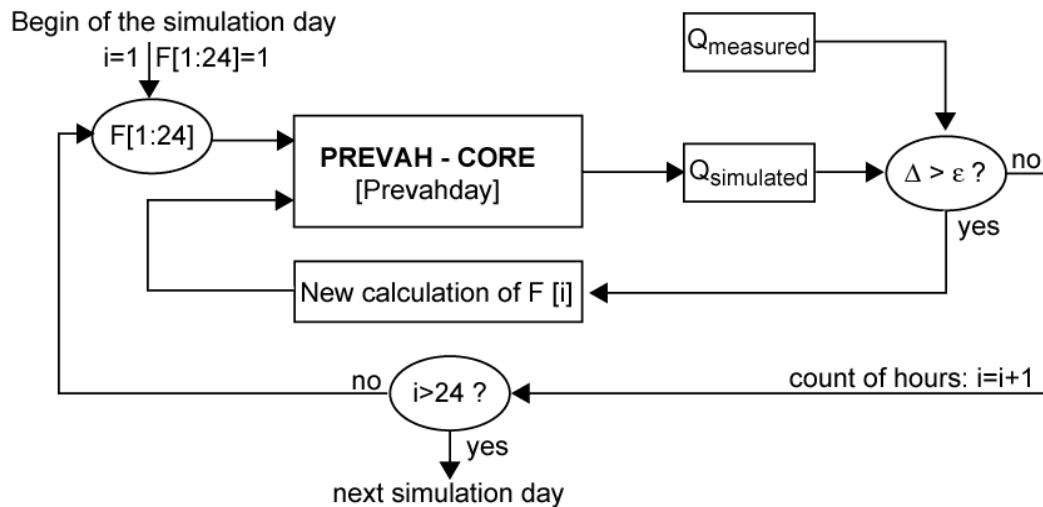 Begin of the simulation day
i=1 F[1:24]=1
F[1:24]
PREVAH - CORE
[Prevahday]
Qmeasured
Qsimulated
Δ > ε ?
no
yes
New calculation of F [i]
count of hours: i=i+1
no
i>24 ?
yes
next simulation day